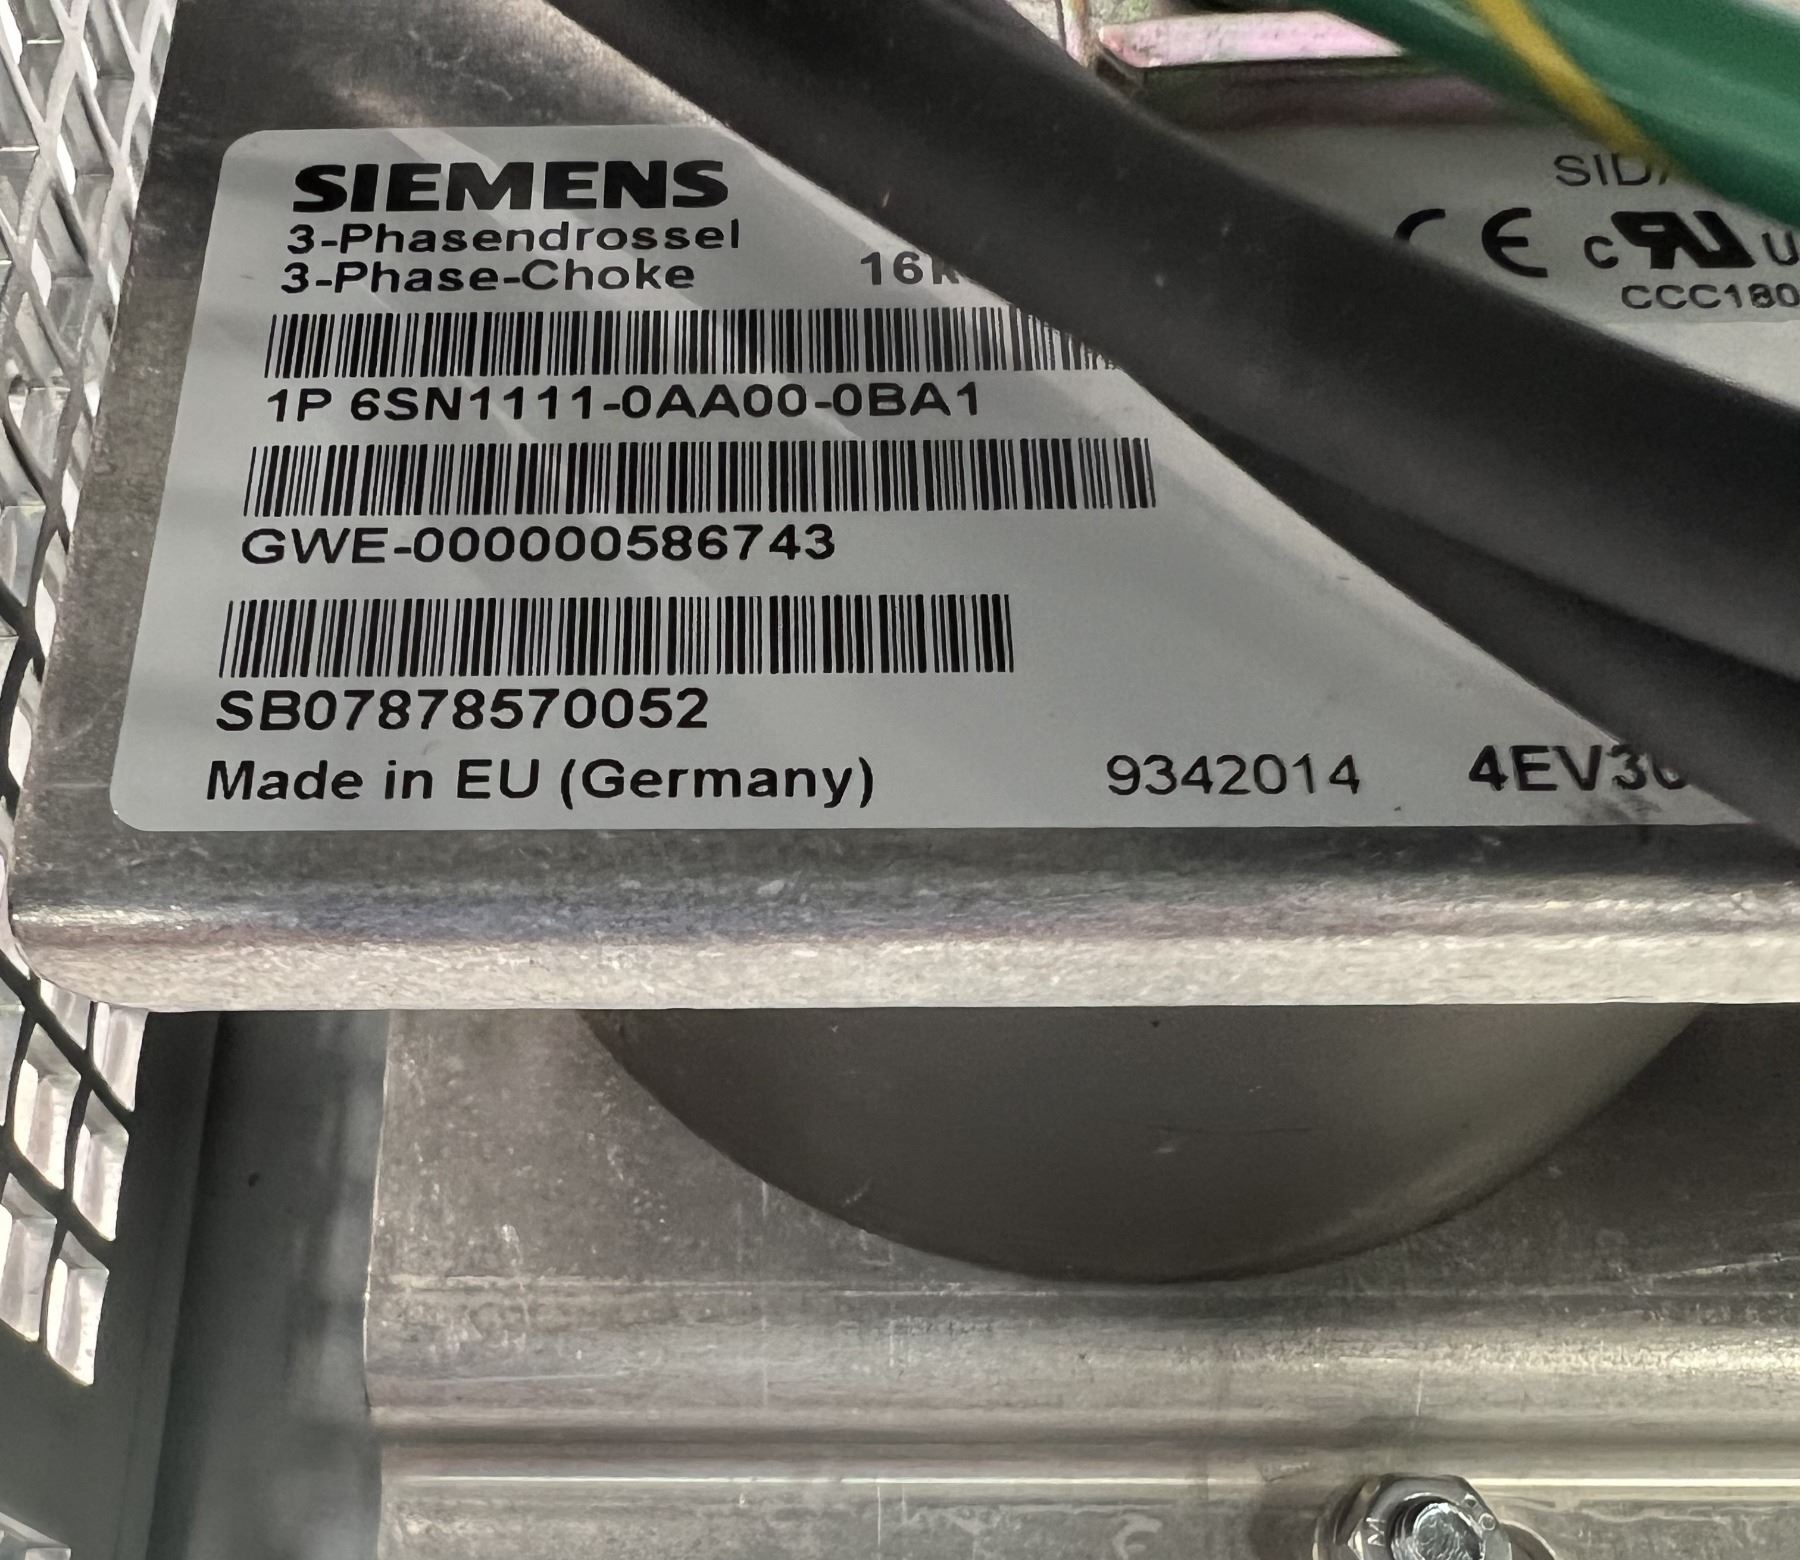 SIEMENS
3-Phasendrossel
3-Phase-Choke
1P 6SN1111-0AA00-0BA1
GWE-000000586743
SB07878570052
Made in EU (Germany) 9342014